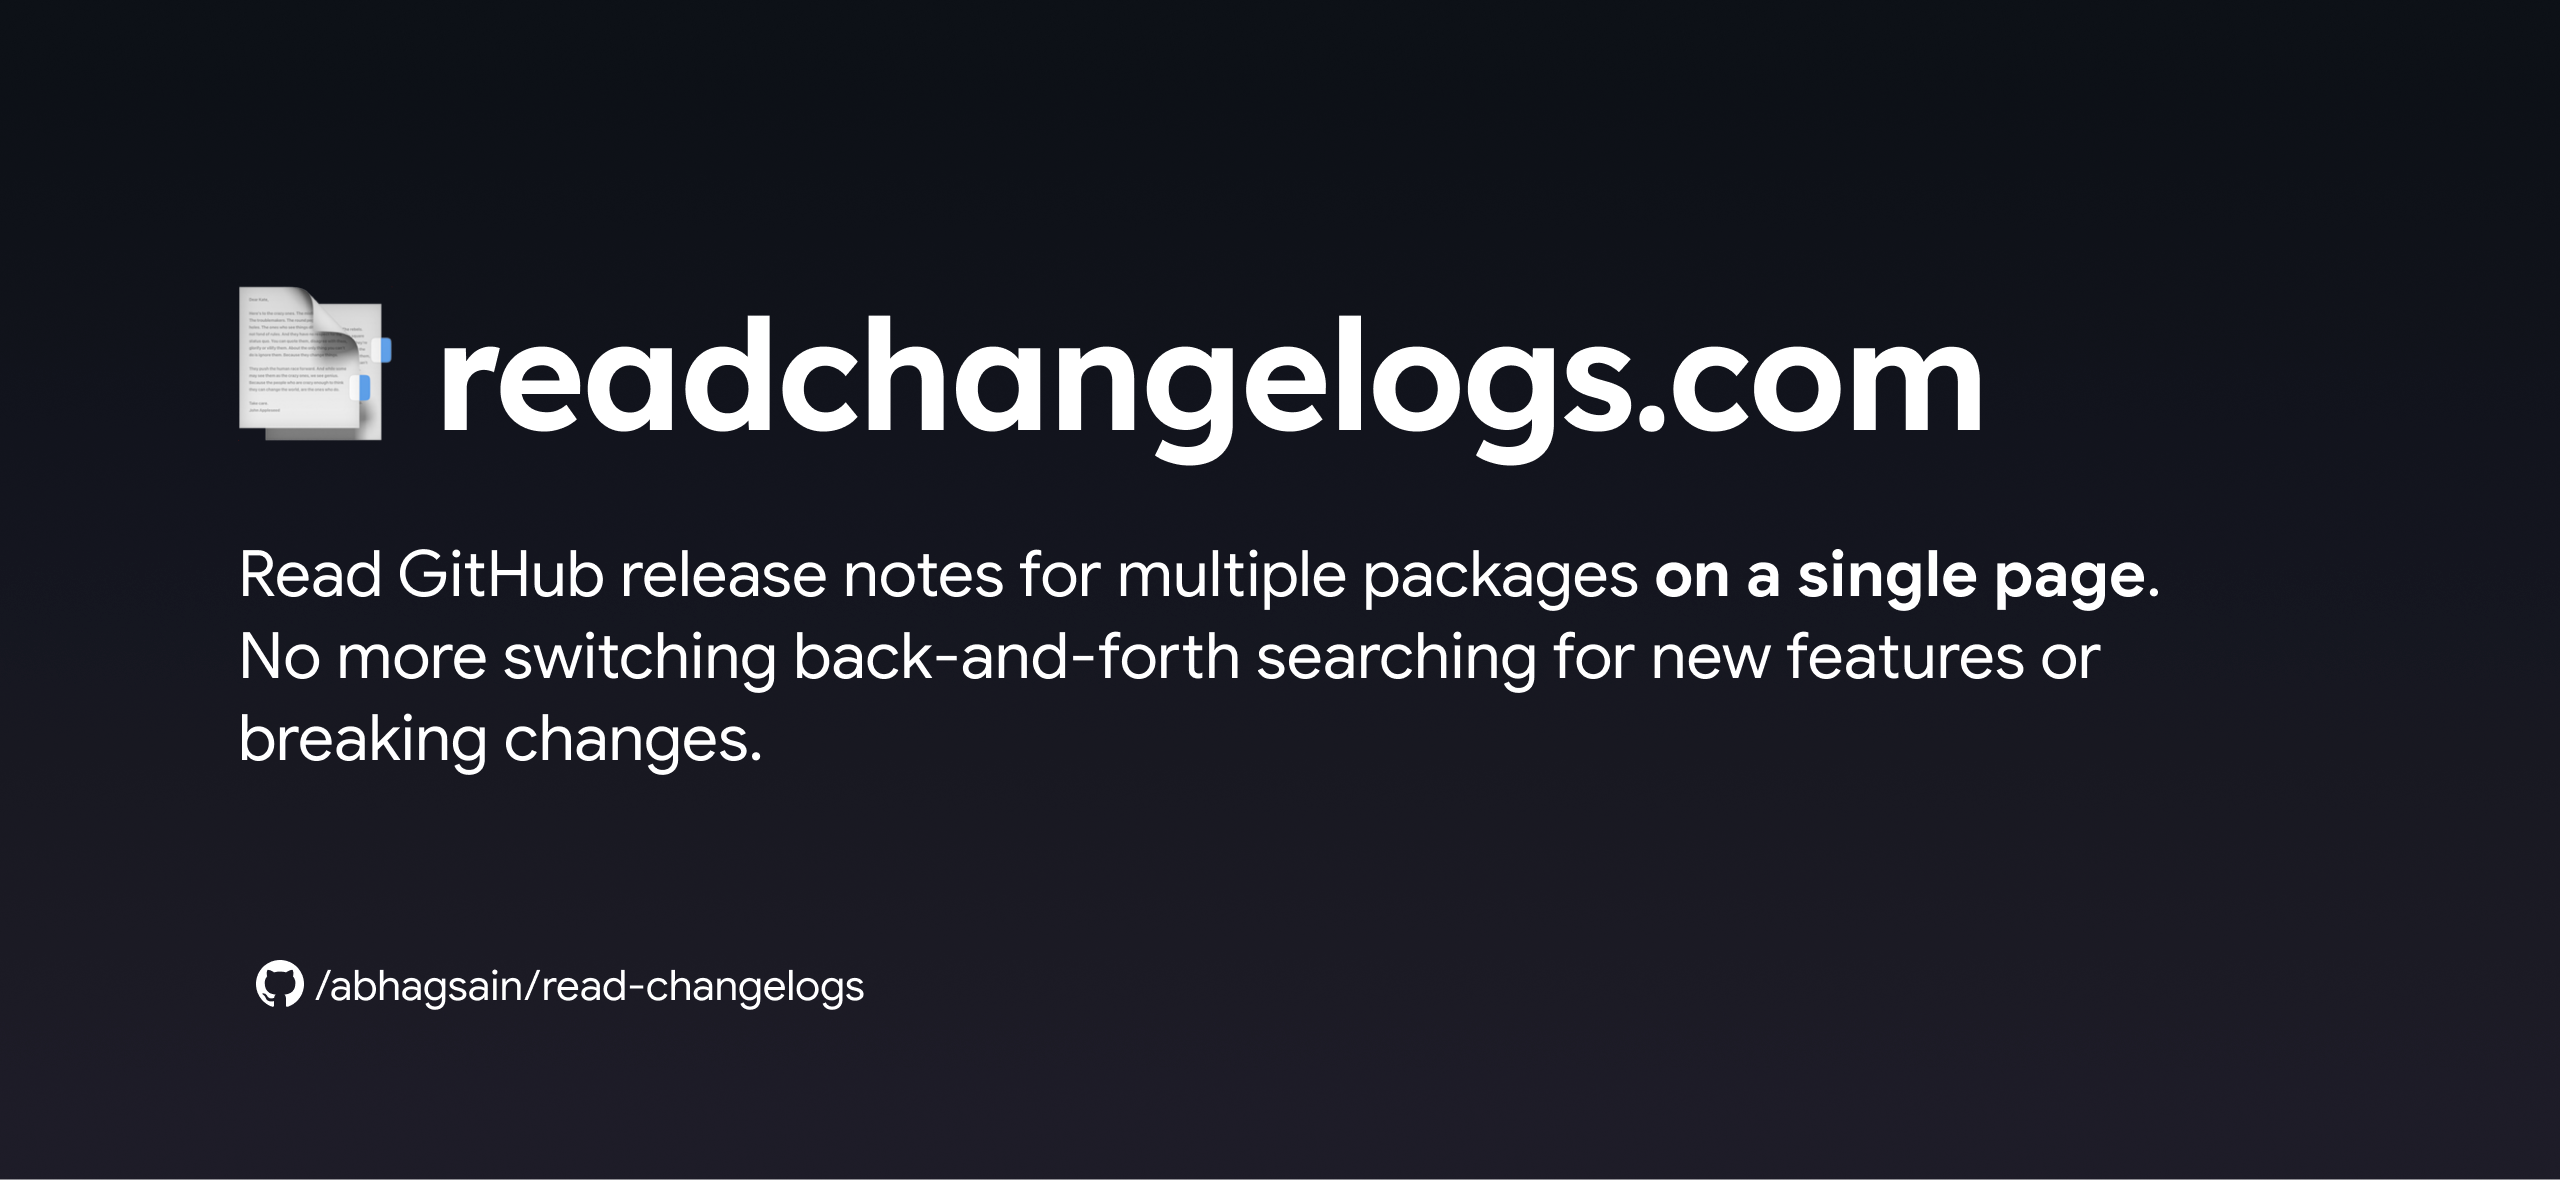 readchangelogs.com
Read GitHub release notes for multiple packages on a single page.
No more switching back-and-forth searching for new features or
breaking changes.
/abhagsain/read-changelogs